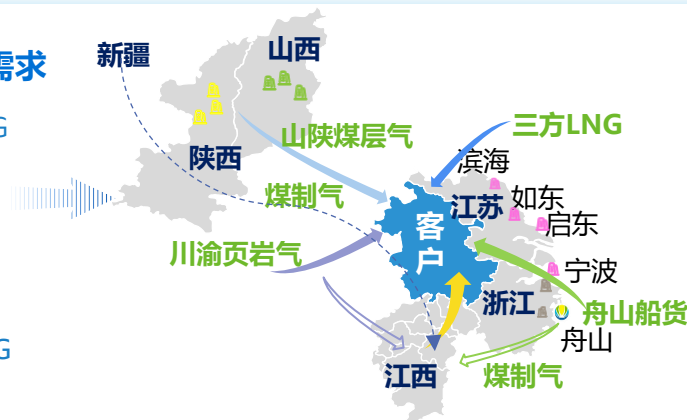 新疆
山西
需求
G
三方LNG
山陕煤层气
滨海
陕西
煤制气
如东
江苏
启东
客户
川渝页岩气
宁波
浙江
舟山船货
舟山
G
江西
煤制气